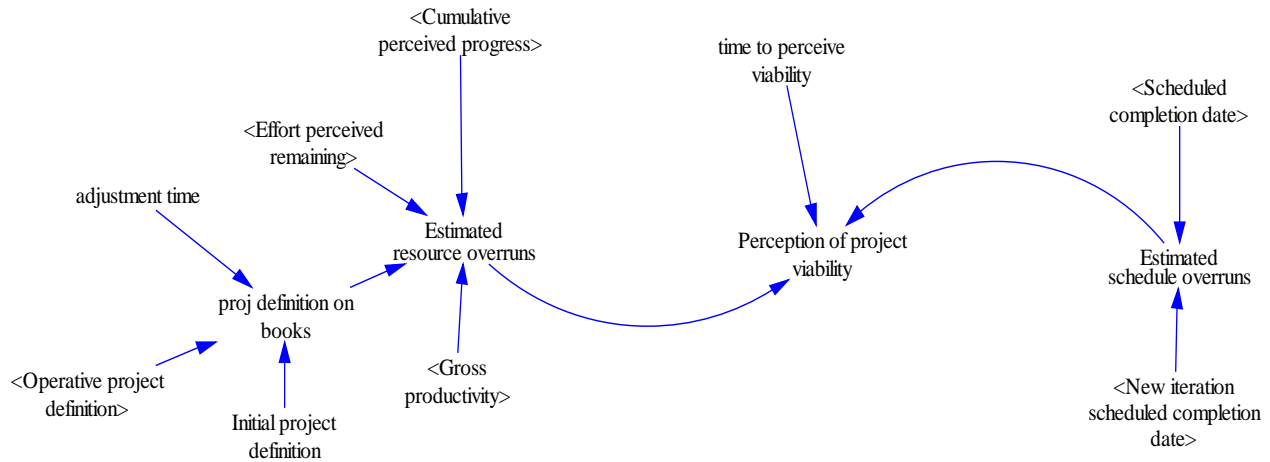 <Cumulative
perceived progress>
time to perceive
viability
<Scheduled
completion date>
<Effort perceived
remaining>
adjustment time
Estimated
resource overruns
Perception of project
viability
Estimated
schedule overruns
proj definition on
books
<Operative project
definition>
<Gross
productivity>
Initial project
definition
<New iteration
scheduled completion
date>